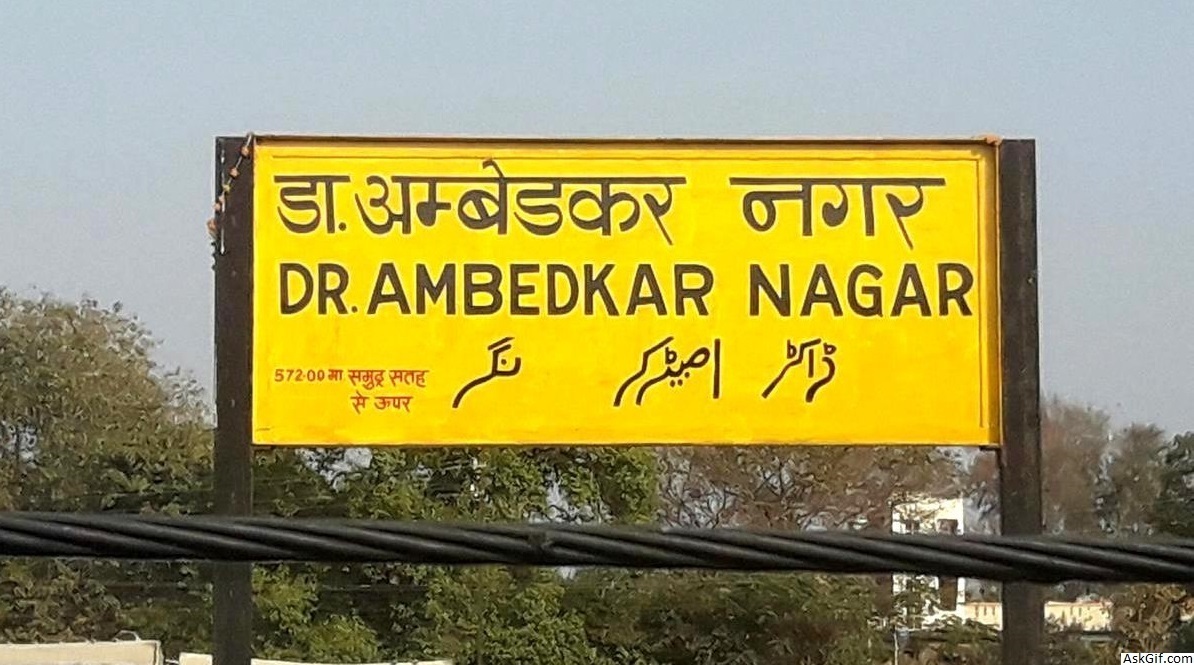 डा. अम्बेडकर नगर
DR. AMBEDKAR NAGAR
ڈاکٹر امبیڈکر نگر
572·00 मी समुद्र सतह
से ऊपर
AskGif.com